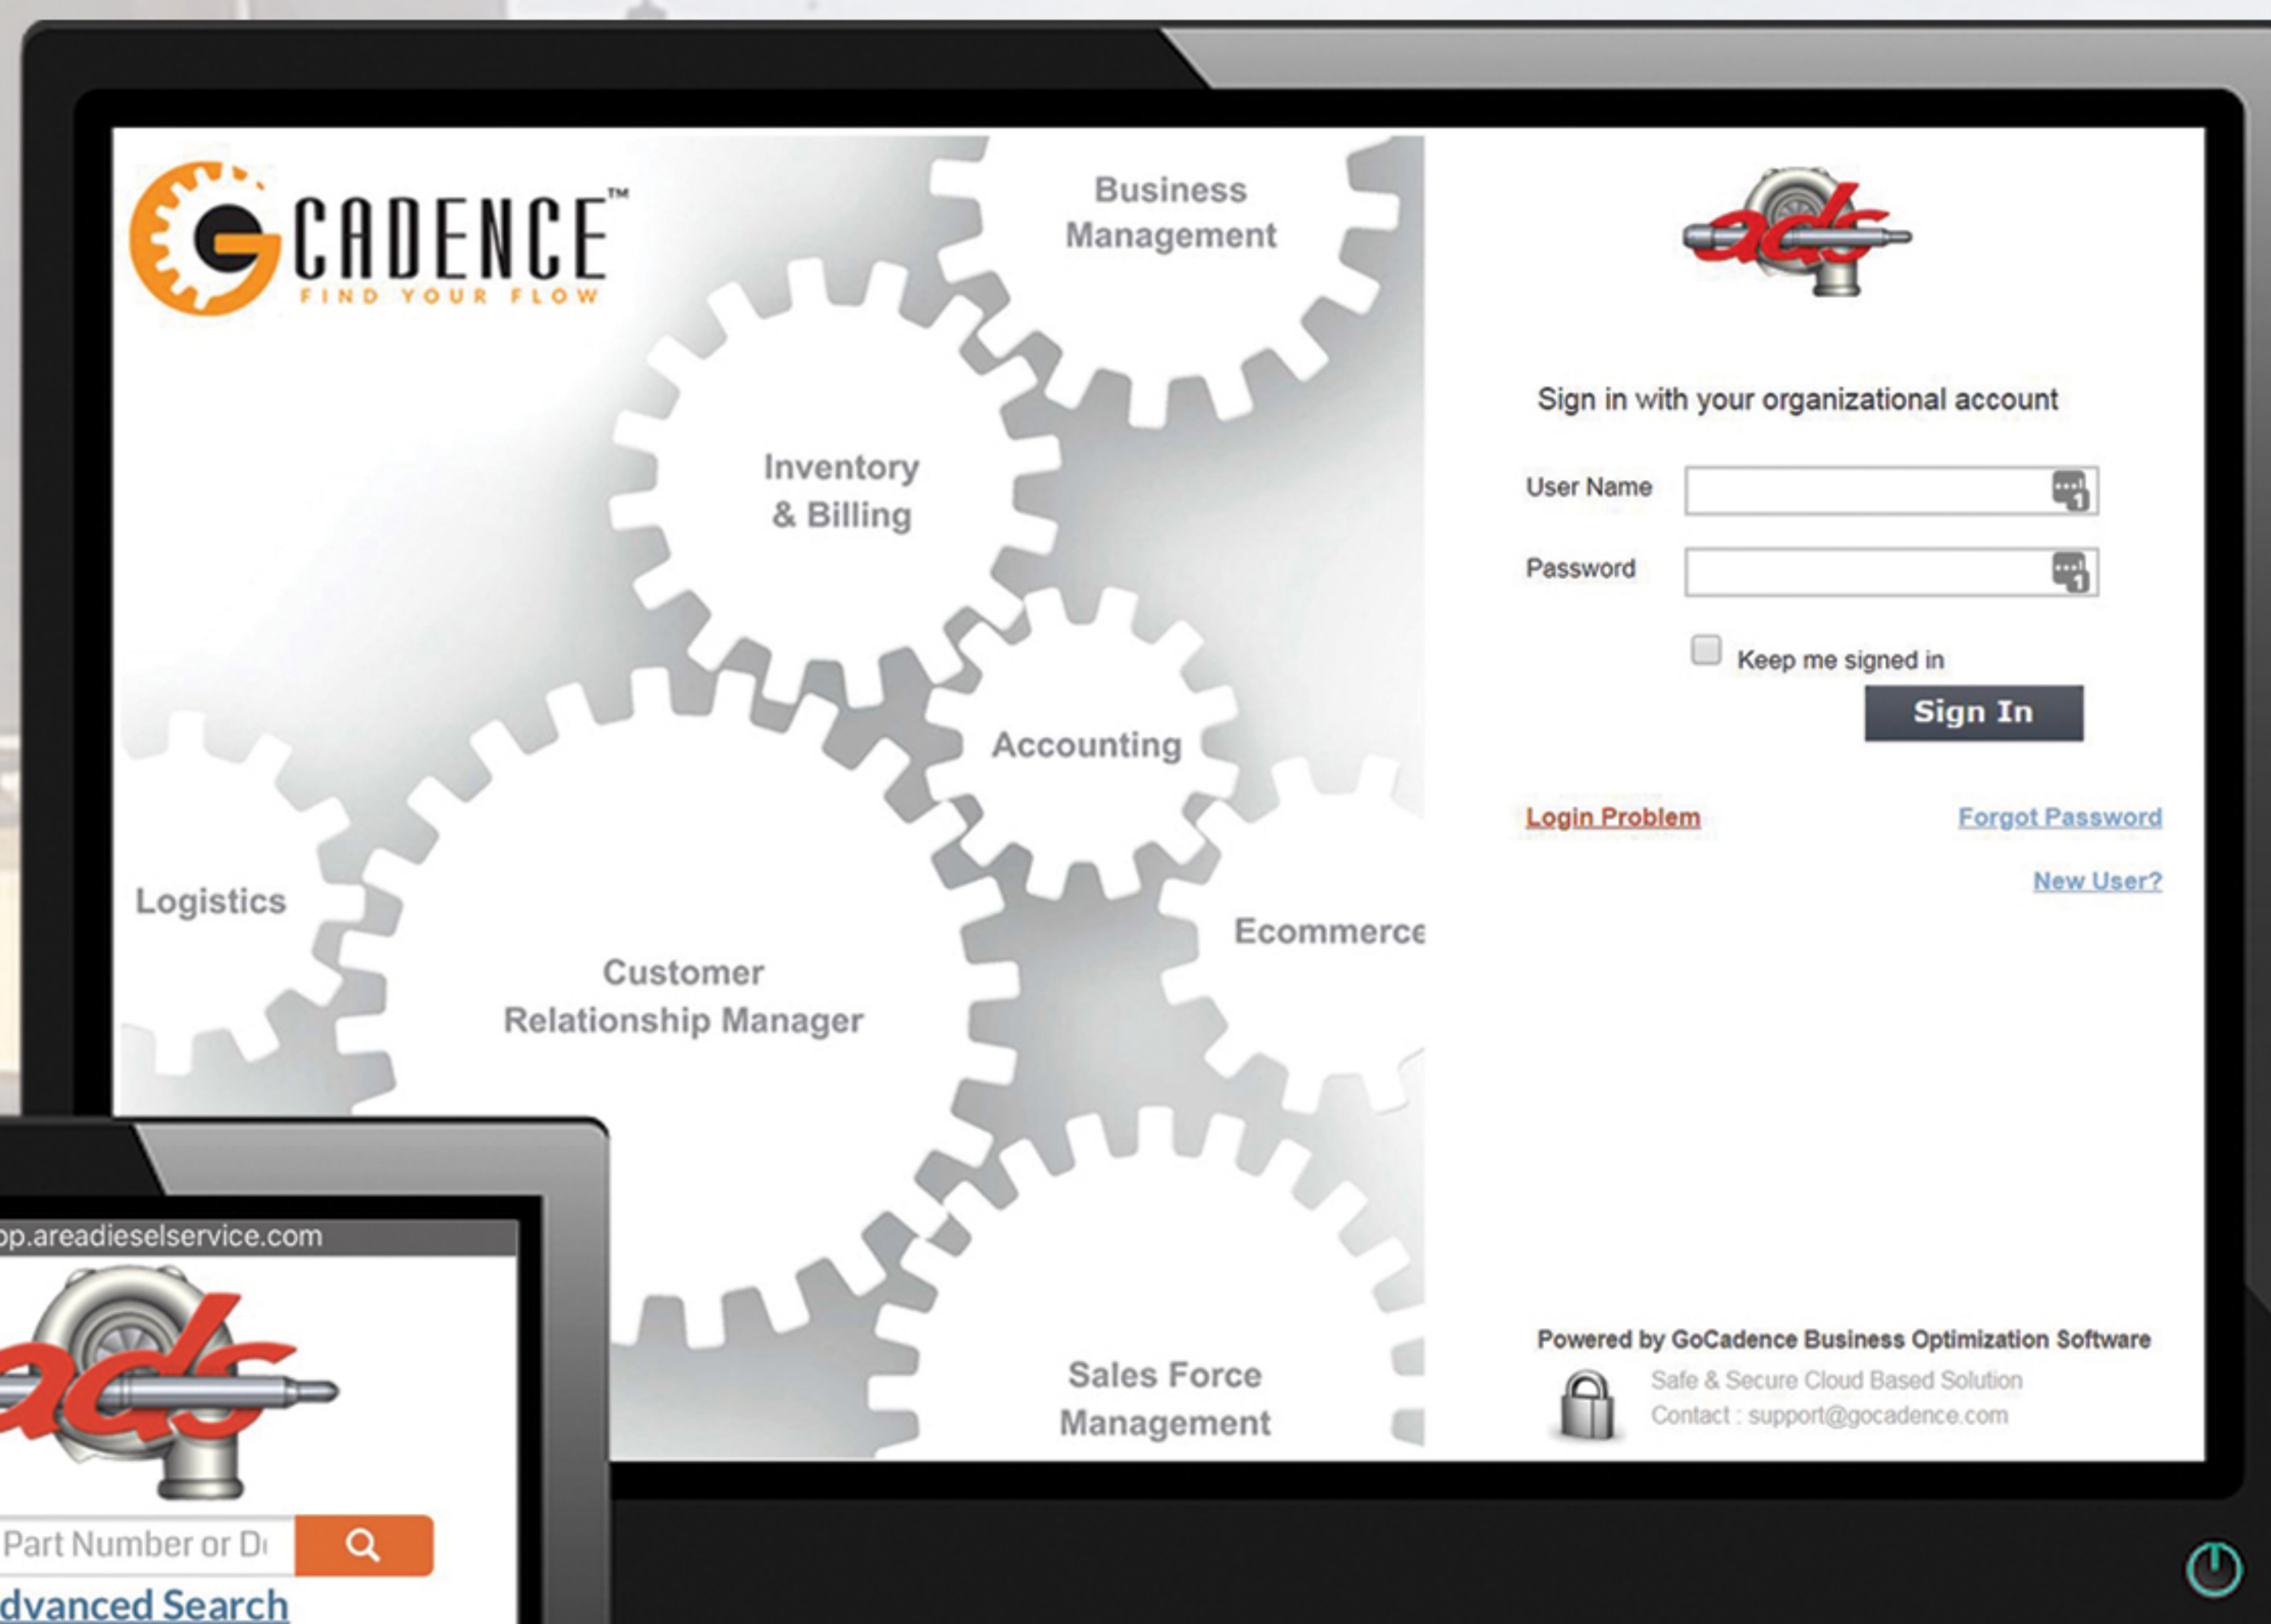 CADENCE™
FIND YOUR FLOW
Business
Management
Inventory
& Billing
Accounting
Logistics
Ecommerce
Customer
Relationship Manager
Sales Force
Management
ads
Sign in with your organizational account
User Name
Password
Keep me signed in
Sign In
Login Problem
Forgot Password
New User?
Powered by GoCadence Business Optimization Software
Safe & Secure Cloud Based Solution
Contact : support@gocadence.com
op.areadieselservice.com
ads
Part Number or D
dvanced Search